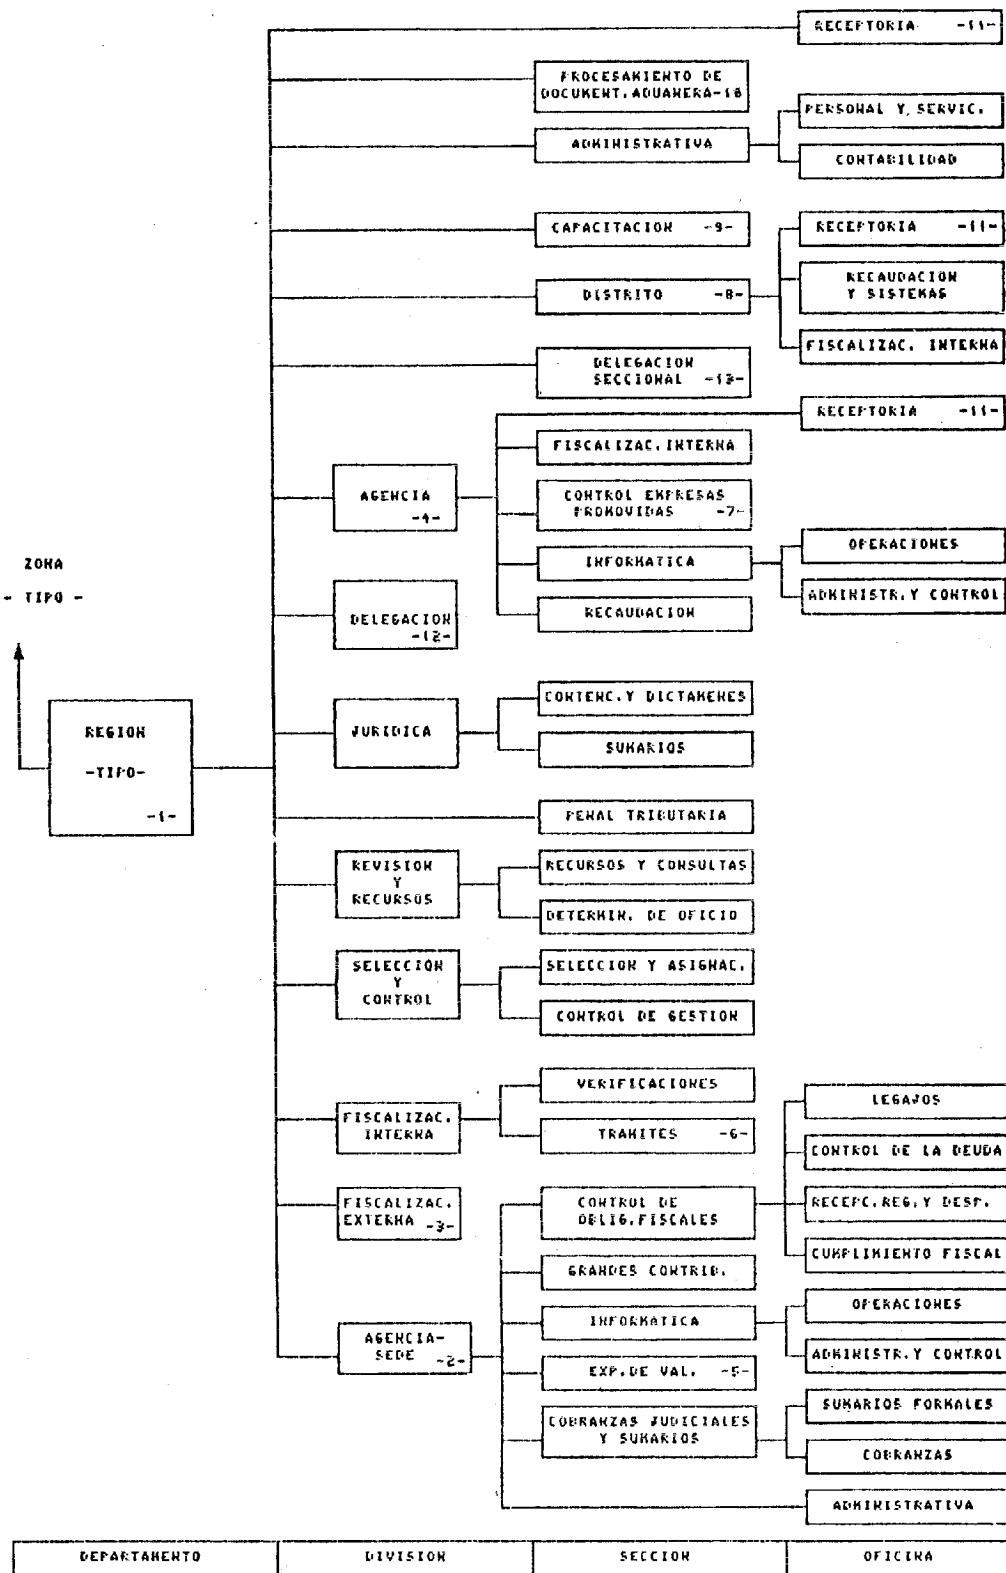 RECEPTORIA -11-
PROCESAMIENTO DE
DOCUMENT.ADUANERA-10
PERSONAL Y SERVIC.
ADMINISTRATIVA
CONTABILIDAD
CAPACITACION -9-
RECEPTORIA -11-
RECAUDACION
Y SISTEMAS
DISTRITO -8-
FISCALIZAC. INTERNA
DELEGACION
SECCIONAL -13-
RECEPTORIA -11-
FISCALIZAC.INTERNA
AGENCIA
-4-
CONTROL EMPRESAS
PROMOVIDAS -7-
OPERACIONES
INFORMATICA
ADMINISTR.Y CONTROL
ZONA
- TIPO -
RECAUDACION
DELEGACION
-12-
CONTENC.Y DICTAMENES
JURIDICA
SUMARIOS
REGION
-TIPO-
-1-
PENAL TRIBUTARIA
REVISION
Y
RECURSOS
RECURSOS Y CONSULTAS
DETERMIN. DE OFICIO
SELECCION
Y
CONTROL
SELECCION Y ASIGNAC.
CONTROL DE GESTION
VERIFICACIONES
FISCALIZAC.
INTERNA
TRAMITES -6-
LEGAJOS
CONTROL DE LA DEUDA
FISCALIZAC.
EXTERNA -3-
CONTROL DE
OBLIG.FISCALES
RECEPC.REG.Y DESP.
CUMPLIMIENTO FISCAL
GRANDES CONTRIB.
OPERACIONES
INFORMATICA
ADMINISTR.Y CONTROL
AGENCIA-
SEDE -2-
EXP.DE VAL. -5-
SUMARIOS FORMALES
COBRANZAS JUDICIALES
Y SUMARIOS
COBRANZAS
ADMINISTRATIVA
DEPARTAMENTO DIVISION SECCION OFICINA